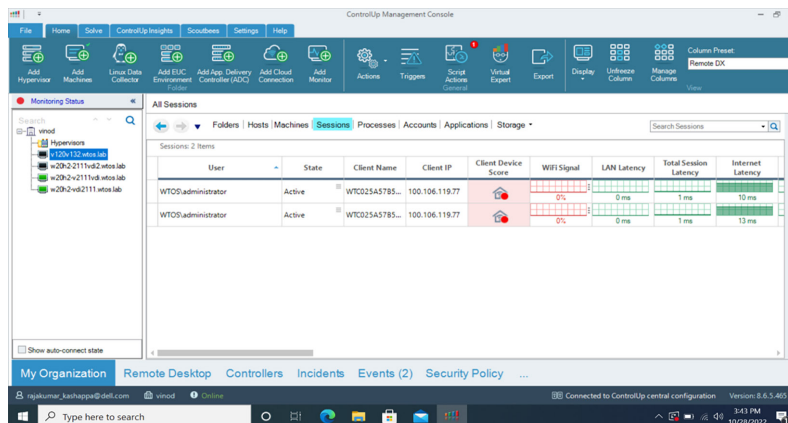 ControlUp Management Console
File Home Solve ControlUp Insights Scoutbees Settings Help
Add Hypervisor
Add Machines
Linux Data Collector
Add EUC Environment Folder
Add App. Delivery Controller (ADC)
Add Cloud Connection
Add Monitor
Actions
Triggers
Script Actions
General
1
Virtual Expert
Export
Display
Unfreeze Column
Manage Columns
Column Preset:
Remote DX
View
Monitoring Status
All Sessions
Search
vinod
Hypervisors
v120v132.wtos.lab
w20h2-2111vdi2.wtos.lab
w20h2-v2111.wtos.lab
w20h2-vdi2111.wtos.lab
Show auto-connect state
Folders Hosts Machines Sessions Processes Accounts Applications Storage
Search Sessions
Sessions: 2 Items
User State Client Name Client IP Client Device Score WiFi Signal LAN Latency Total Session Latency Internet Latency
WTOS\administrator Active WTC025A57B5... 100.106.119.77 0% 0 ms 1 ms 10 ms
WTOS\administrator Active WTC025A57B5... 100.106.119.77 0% 0 ms 1 ms 13 ms
My Organization Remote Desktop Controllers Incidents Events (2) Security Policy ...
rajakumar_kashappa@dell.com vinod Online Connected to ControlUp central configuration Version: 8.6.5.465
Type here to search
3:43 PM
10/28/2022